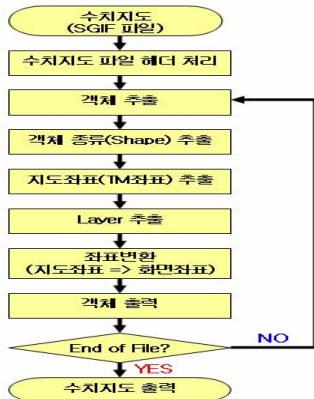 수치지도
(SGIF 파일)
수치지도 파일 헤더 처리
객체 추출
객체 종류(Shape) 추출
지도좌표(TM좌표) 추출
Layer 추출
좌표변환
(지도좌표 => 화면좌표)
객체 출력
End of File?
NO
YES
수치지도 출력